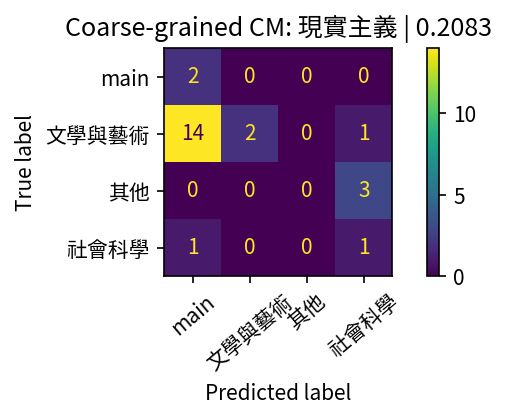 Coarse-grained CM: 現實主義 | 0.2083
True label
main 2 0 0 0
文學與藝術 14 2 0 1
其他 0 0 0 3
社會科學 1 0 0 1
main 文學與藝術 其他 社會科學
Predicted label
10
5
0